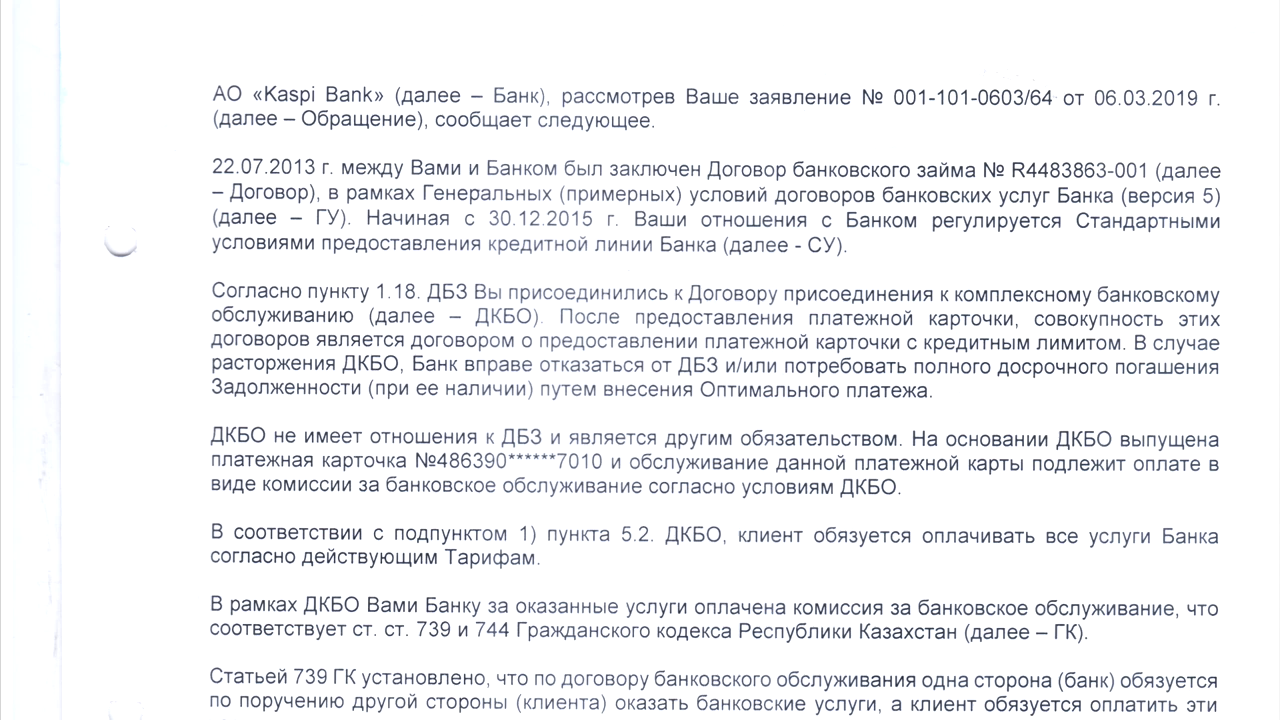 АО «Kaspi Bank» (далее – Банк), рассмотрев Ваше заявление № 001-101-0603/64 от 06.03.2019 г.
(далее – Обращение), сообщает следующее.
22.07.2013 г. между Вами и Банком был заключен Договор банковского займа № R4483863-001 (далее
– Договор), в рамках Генеральных (примерных) условий договоров банковских услуг Банка (версия 5)
(далее – ГУ). Начиная с 30.12.2015 г. Ваши отношения с Банком регулируется Стандартными
условиями предоставления кредитной линии Банка (далее - СУ).
Согласно пункту 1.18. ДБЗ Вы присоединились к Договору присоединения к комплексному банковскому
обслуживанию (далее – ДКБО). После предоставления платежной карточки, совокупность этих
договоров является договором о предоставлении платежной карточки с кредитным лимитом. В случае
расторжения ДКБО, Банк вправе отказаться от ДБЗ и/или потребовать полного досрочного погашения
Задолженности (при ее наличии) путем внесения Оптимального платежа.
ДКБО не имеет отношения к ДБЗ и является другим обязательством. На основании ДКБО выпущена
платежная карточка №486390******7010 и обслуживание данной платежной карты подлежит оплате в
виде комиссии за банковское обслуживание согласно условиям ДКБО.
В соответствии с подпунктом 1) пункта 5.2. ДКБО, клиент обязуется оплачивать все услуги Банка
согласно действующим Тарифам.
В рамках ДКБО Вами Банку за оказанные услуги оплачена комиссия за банковское обслуживание, что
соответствует ст. ст. 739 и 744 Гражданского кодекса Республики Казахстан (далее – ГК).
Статьей 739 ГК установлено, что по договору банковского обслуживания одна сторона (банк) обязуется
по поручению другой стороны (клиента) оказать банковские услуги, а клиент обязуется оплатить эти